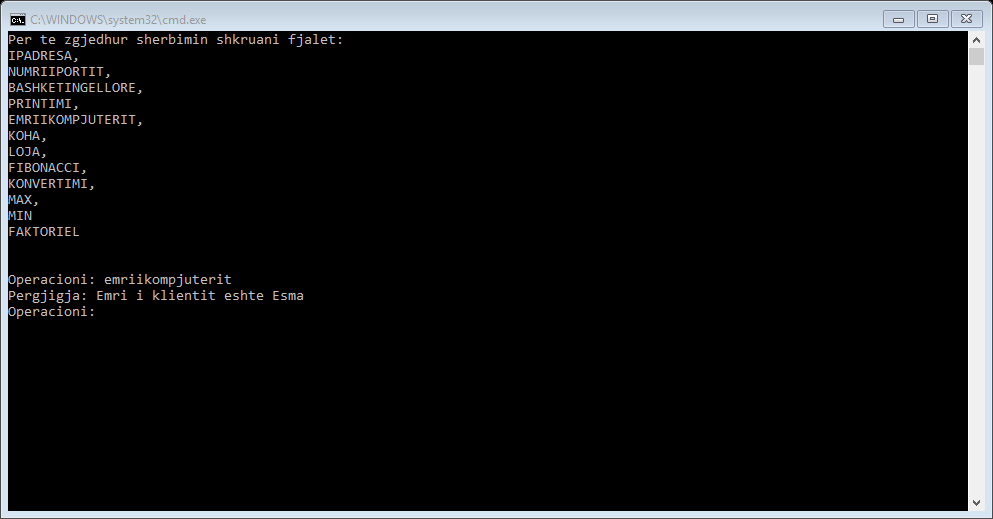 C:\WINDOWS\system32\cmd.exe
Per te zgjedhur sherbimin shkruani fjalet:
IPADRESA,
NUMRIIPORTIT,
BASHKETINGELLORE,
PRINTIMI,
EMRIIKOMPJUTERIT,
KOHA,
LOJA,
FIBONACCI,
KONVERTIMI,
MAX,
MIN
FAKTORIEL
Operacioni: emriikompjuterit
Pergjigja: Emri i klientit eshte Esma
Operacioni: